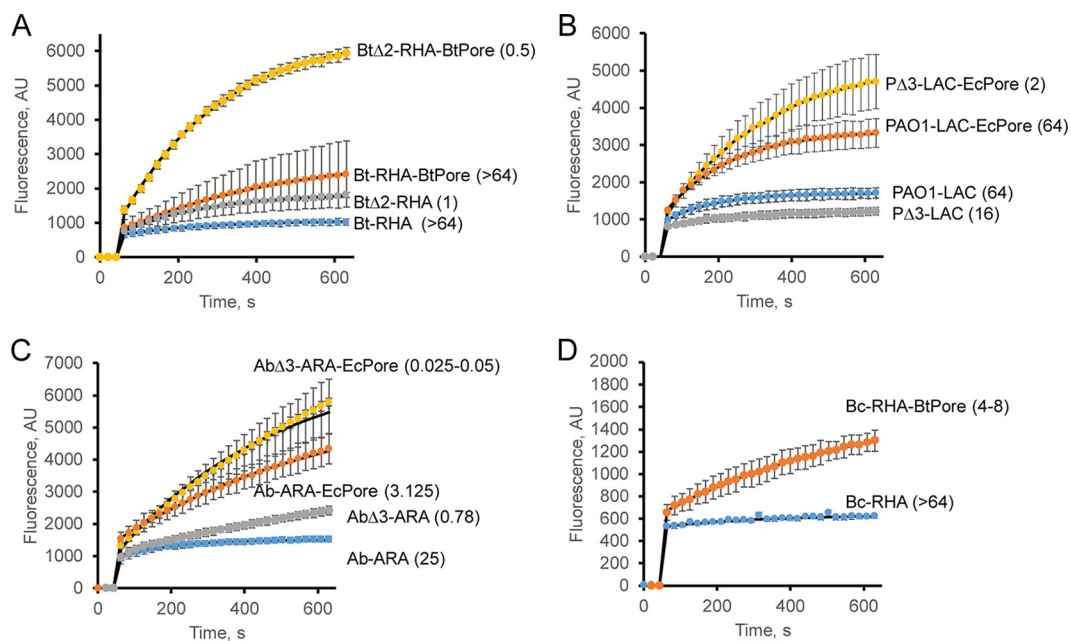 A
Fluorescence, AU
6000
5000
4000
3000
2000
1000
0
0 200 400 600
Time, s
BtΔ2-RHA-BtPore (0.5)
Bt-RHA-BtPore (>64)
BtΔ2-RHA (1)
Bt-RHA (>64)
B
Fluorescence, AU
6000
5000
4000
3000
2000
1000
0
0 200 400 600
Time, s
PΔ3-LAC-EcPore (2)
PAO1-LAC-EcPore (64)
PAO1-LAC (64)
PΔ3-LAC (16)
C
Fluorescence, AU
7000
6000
5000
4000
3000
2000
1000
0
0 200 400 600
Time, s
AbΔ3-ARA-EcPore (0.025-0.05)
Ab-ARA-EcPore (3.125)
AbΔ3-ARA (0.78)
Ab-ARA (25)
D
Fluorescence, AU
2000
1800
1600
1400
1200
1000
800
600
400
200
0
0 200 400 600
Time, s
Bc-RHA-BtPore (4-8)
Bc-RHA (>64)